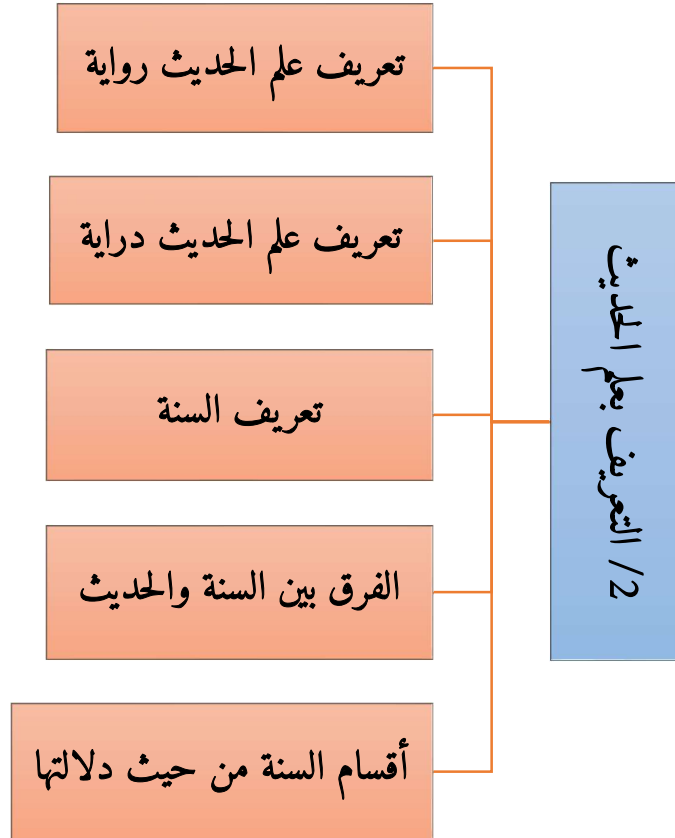 2/ التعريف بعلم الحديث
تعريف علم الحديث رواية
تعريف علم الحديث دراية
تعريف السنة
الفرق بين السنة والحديث
أقسام السنة من حيث دلالتها